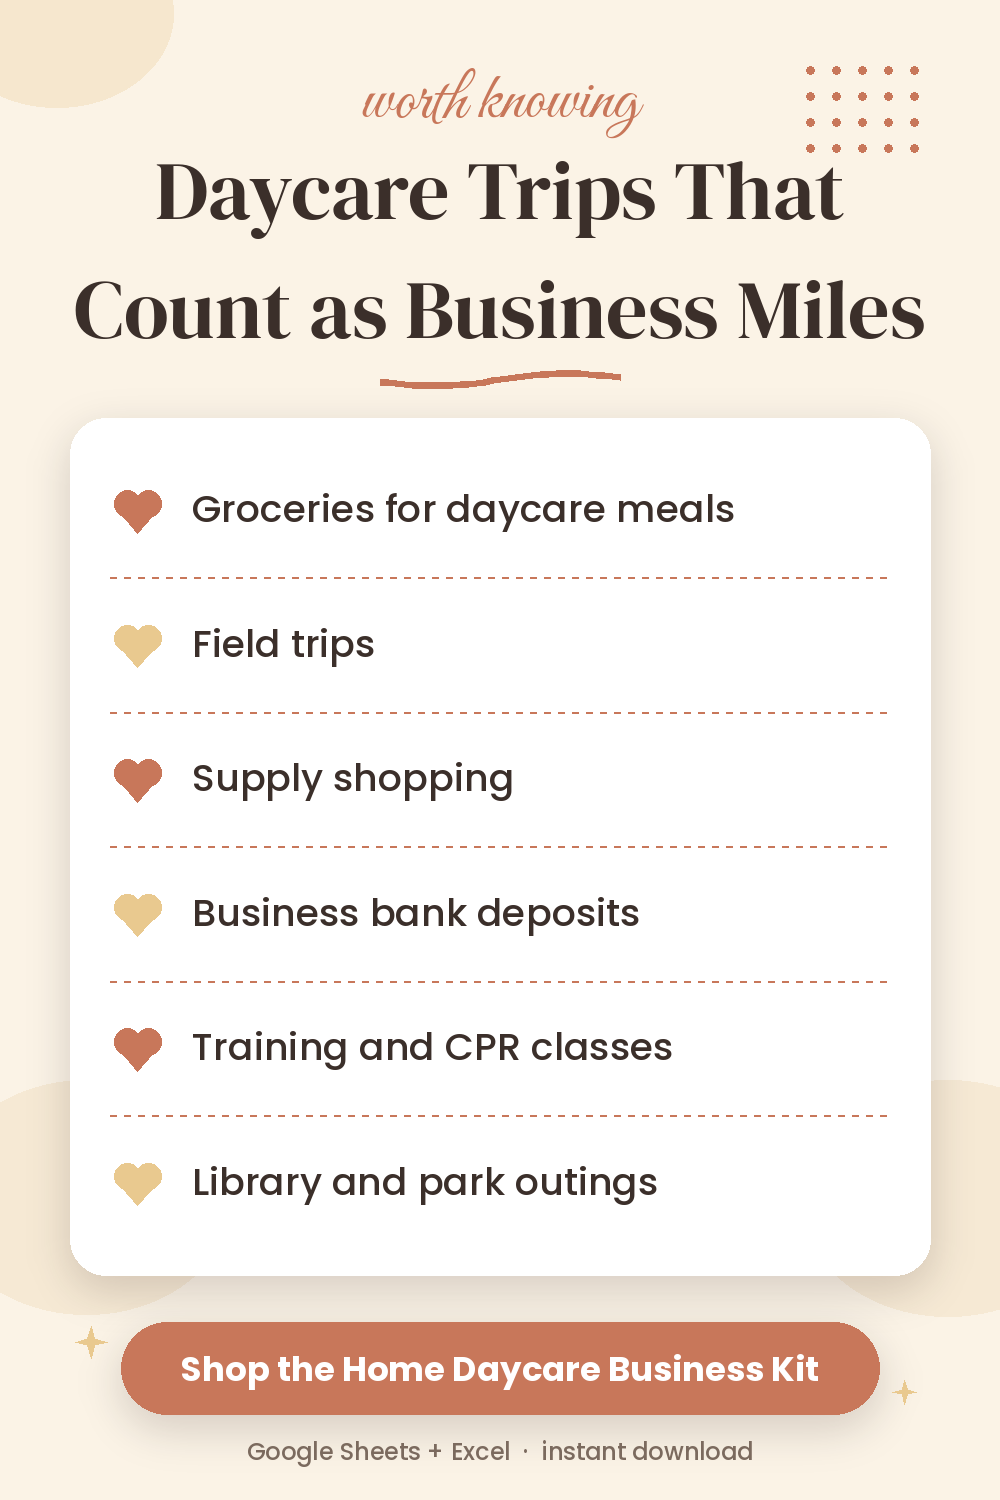 worth knowing
Daycare Trips That
Count as Business Miles
Groceries for daycare meals
Field trips
Supply shopping
Business bank deposits
Training and CPR classes
Library and park outings
Shop the Home Daycare Business Kit
Google Sheets + Excel · instant download